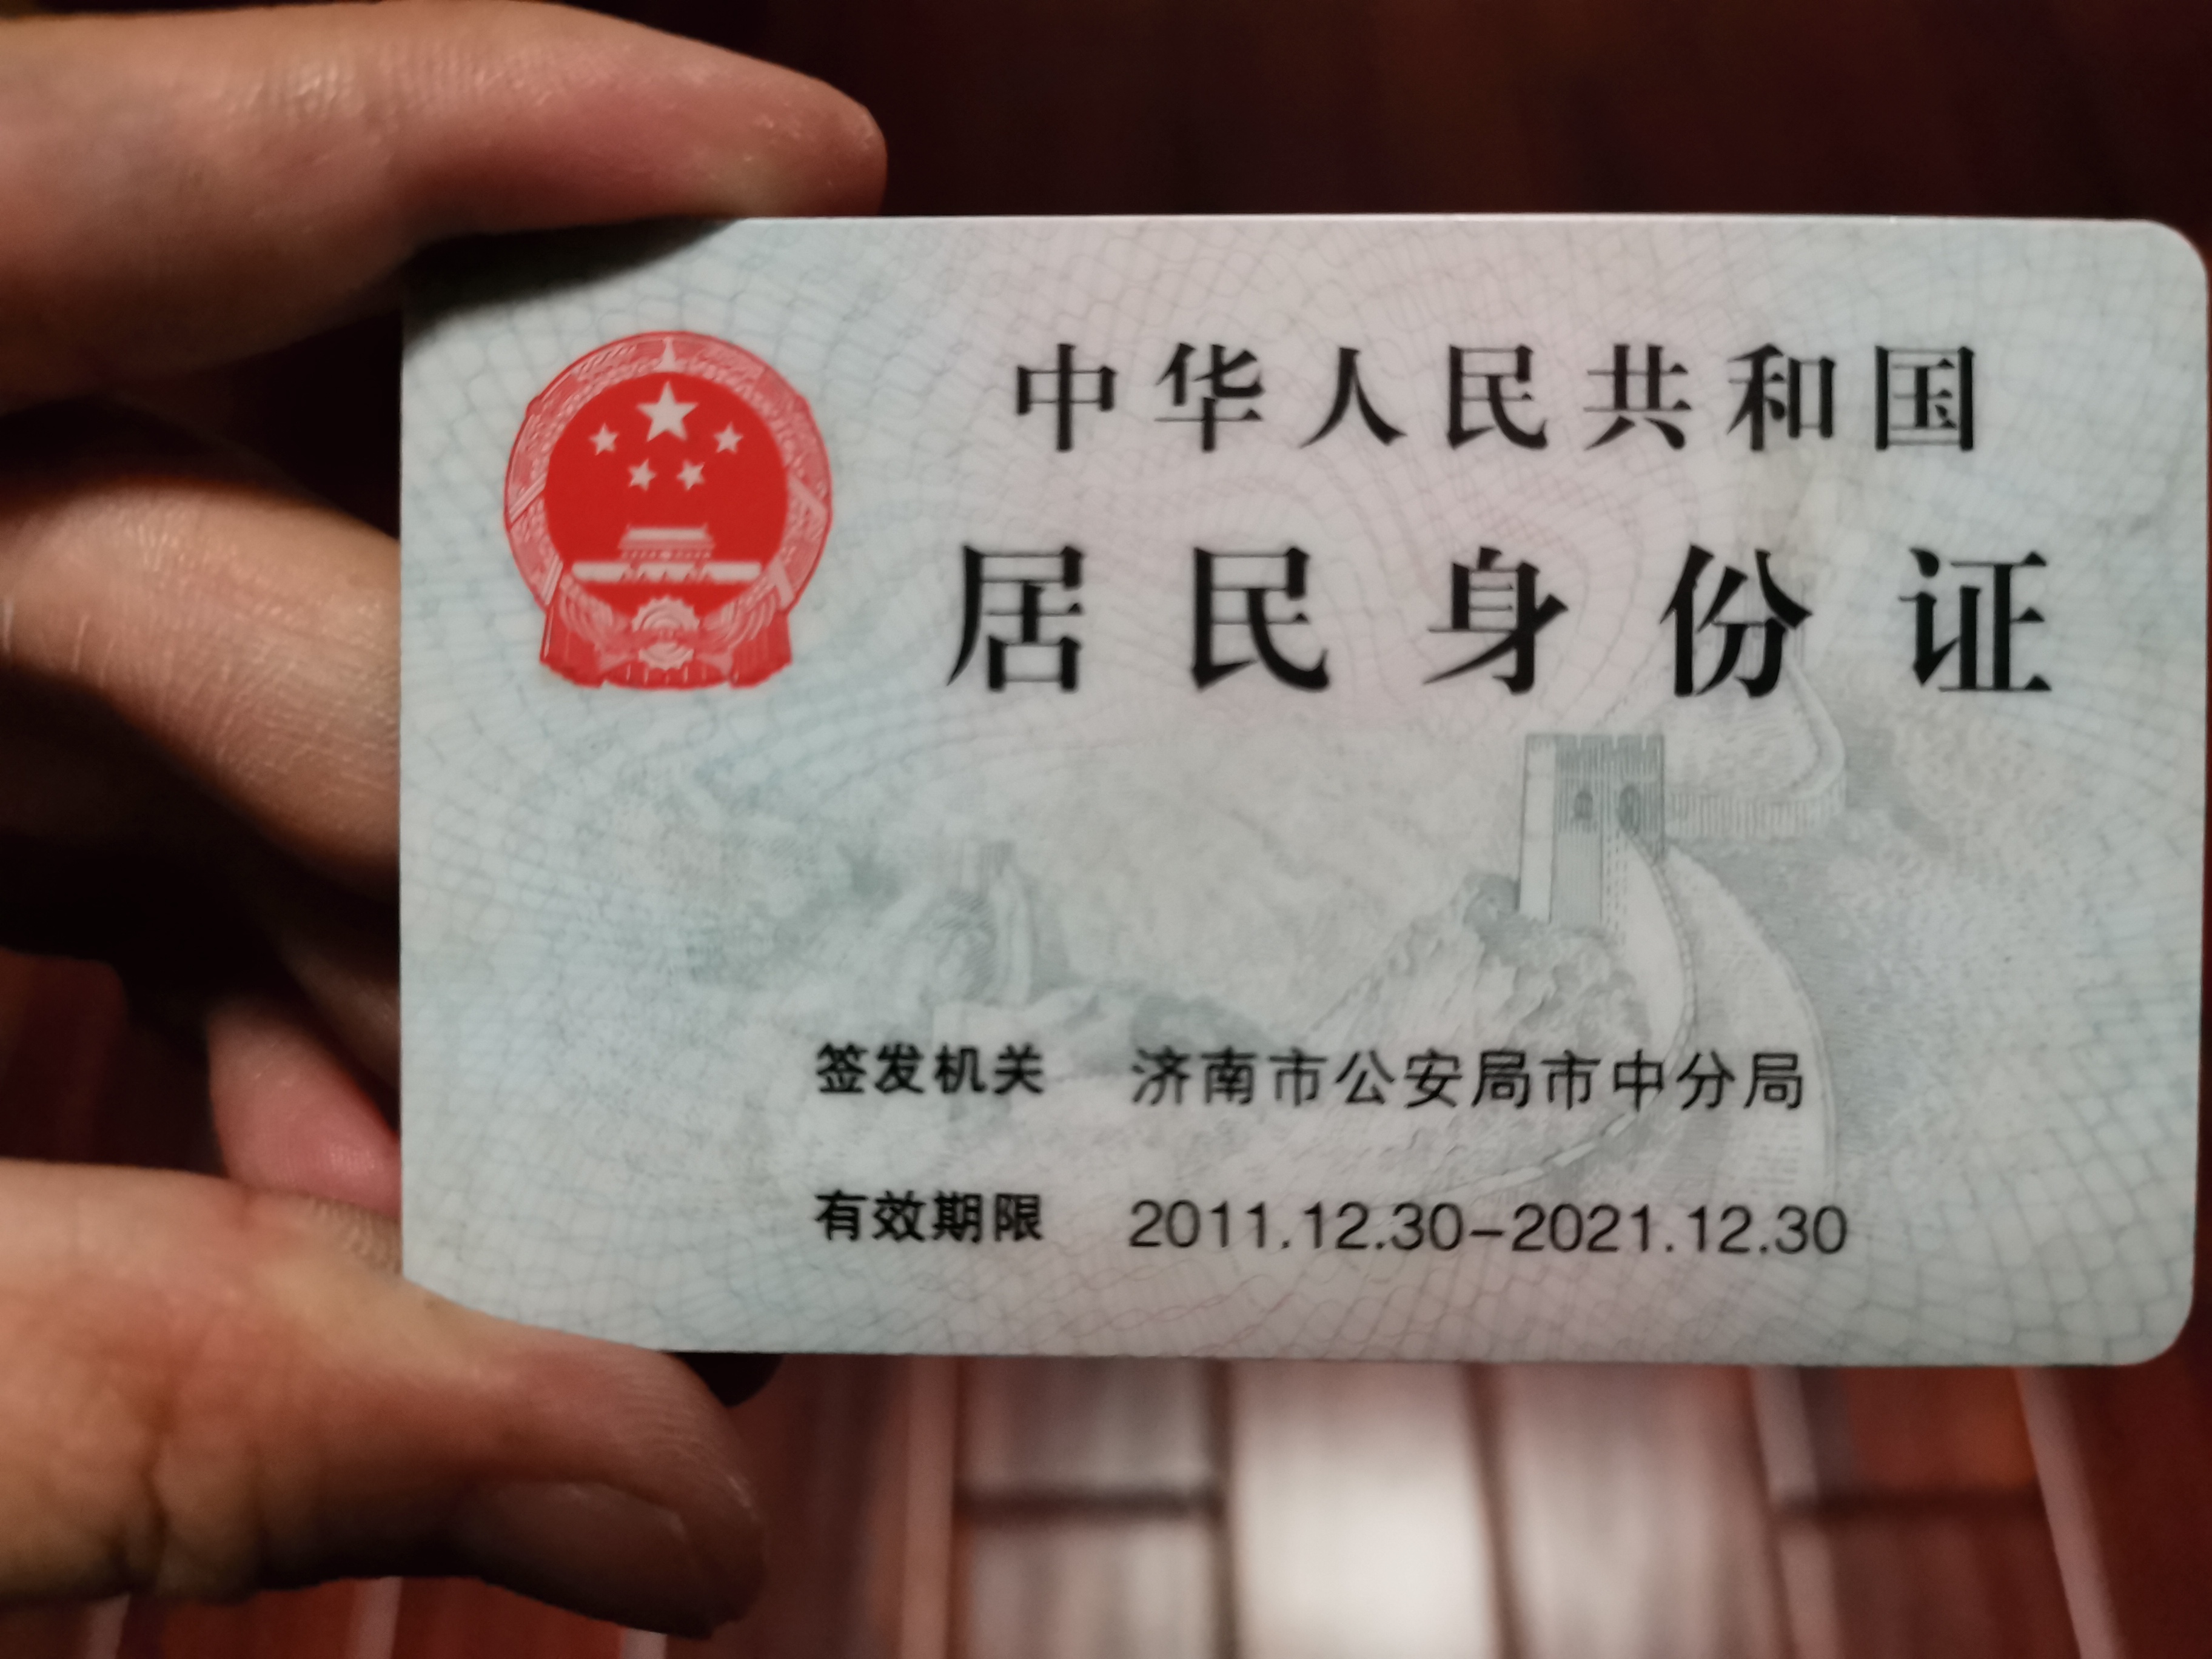 中华人民共和国
居民身份证
签发机关 济南市公安局市中分局
有效期限 2011.12.30-2021.12.30